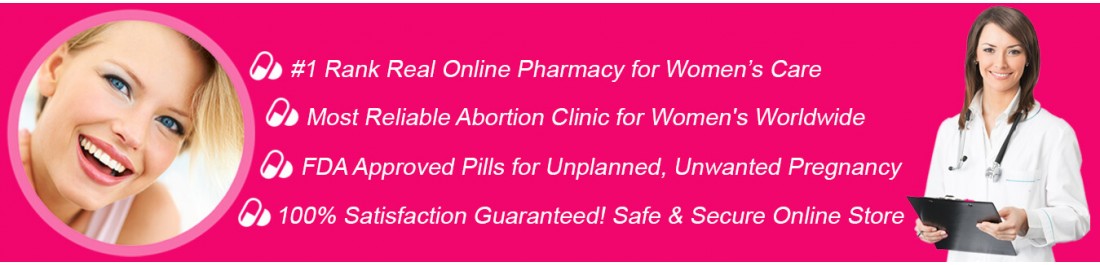 #1 Rank Real Online Pharmacy for Women’s Care
Most Reliable Abortion Clinic for Women's Worldwide
FDA Approved Pills for Unplanned, Unwanted Pregnancy
100% Satisfaction Guaranteed! Safe & Secure Online Store